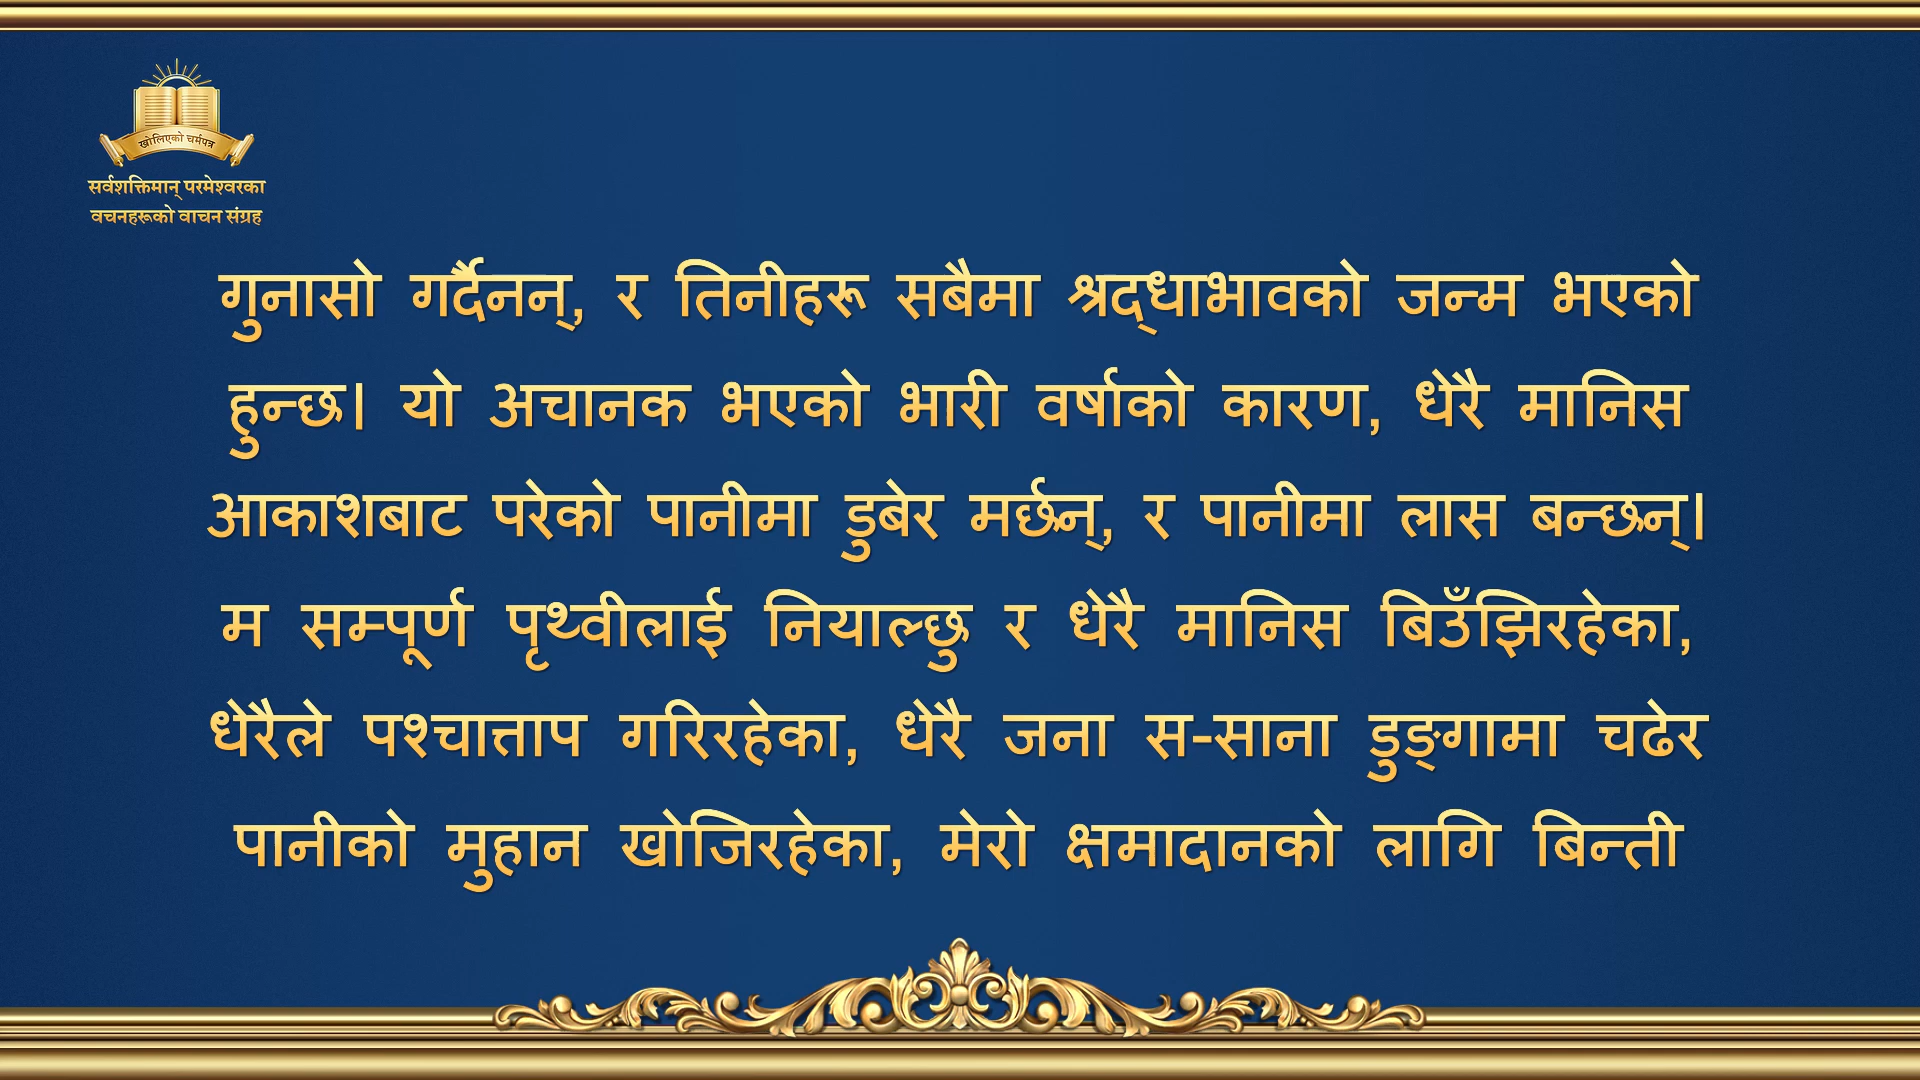 खोलिएको चर्मपत्र
सर्वशक्तिमान् परमेश्वरका
वचनहरूको वाचन संग्रह
गुनासो गर्दैनन्, र तिनीहरू सबैमा श्रद्‌धाभावको जन्म भएको
हुन्छ। यो अचानक भएको भारी वर्षाको कारण, धेरै मानिस
आकाशबाट परेको पानीमा डुबेर मर्छन्, र पानीमा लास बन्छन्।
म सम्पूर्ण पृथ्वीलाई नियाल्छु र धेरै मानिस बिउँझिरहेका,
धेरैले पश्चात्ताप गरिरहेका, धेरै जना स-साना डुङ्गामा चढेर
पानीको मुहान खोजिरहेका, मेरो क्षमादानको लागि बिन्ती